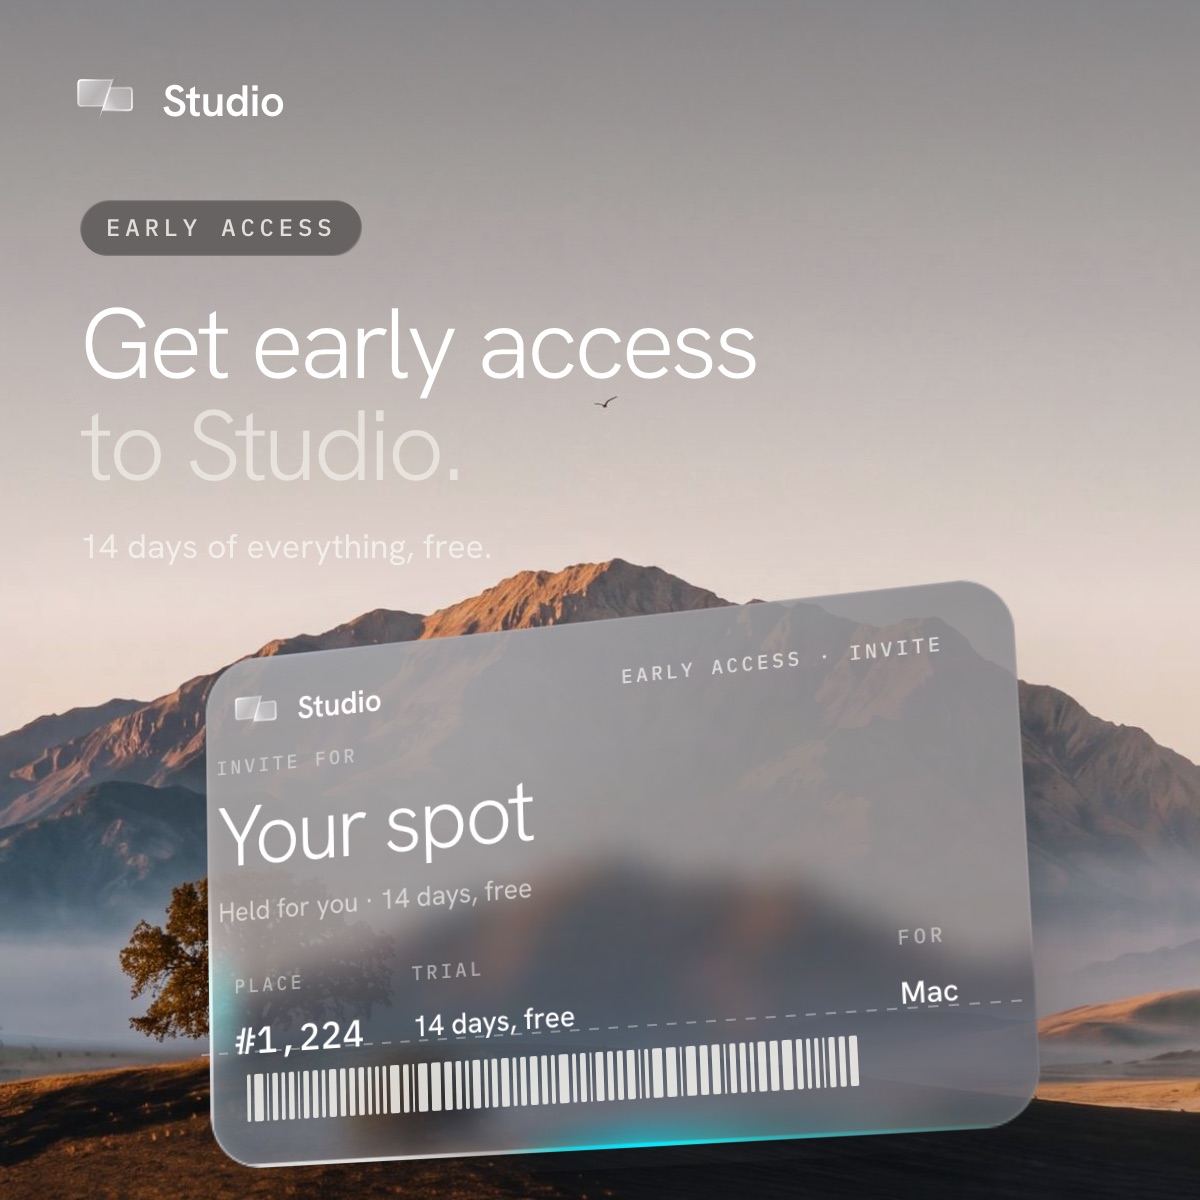 Studio
EARLY ACCESS
Get early access
to Studio.
14 days of everything, free.
Studio
EARLY ACCESS · INVITE
INVITE FOR
Your spot
Held for you · 14 days, free
PLACE
#1,224
TRIAL
14 days, free
FOR
Mac